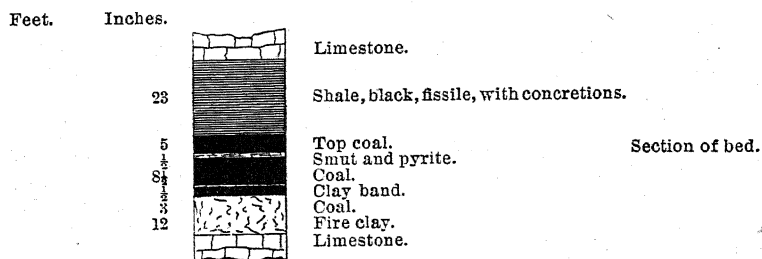 Feet. Inches.
Limestone.
23 Shale, black, fissile, with concretions.
5 Top coal. Section of bed.
½ Smut and pyrite.
8½ Coal.
½ Clay band.
3 Coal.
12 Fire clay.
Limestone.